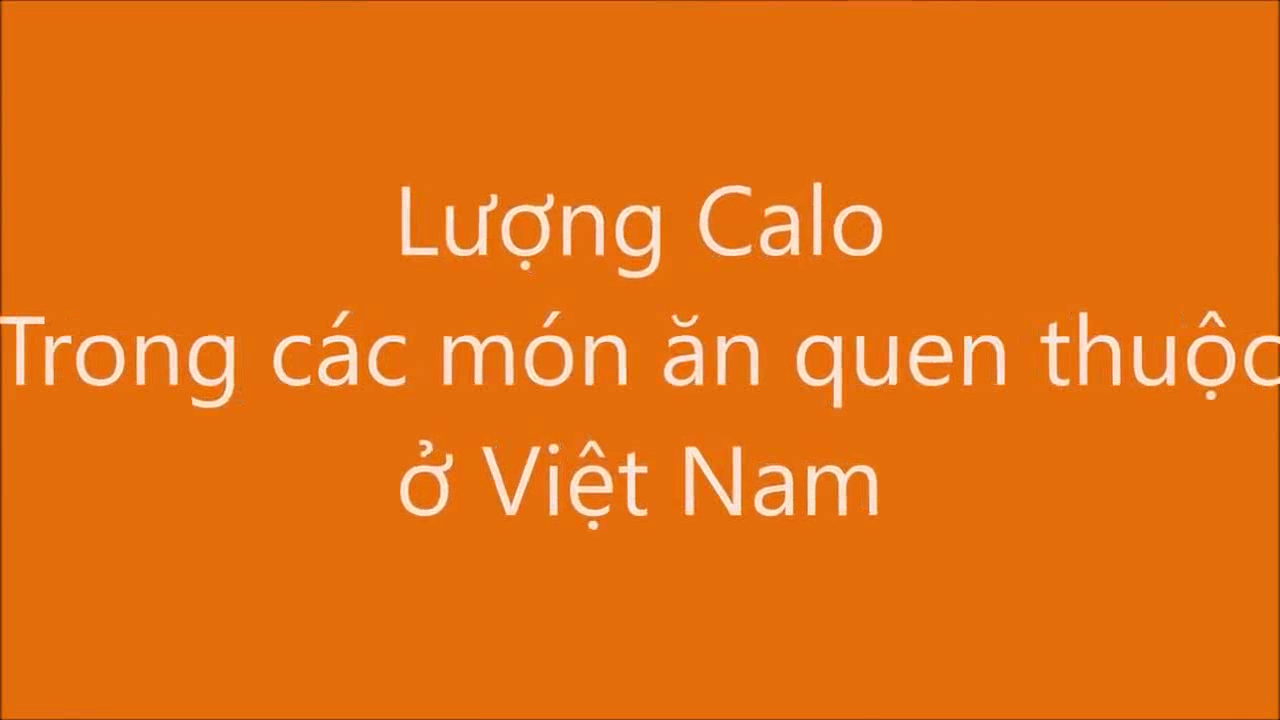 Lượng Calo
Trong các món ăn quen thuộc
ở Việt Nam